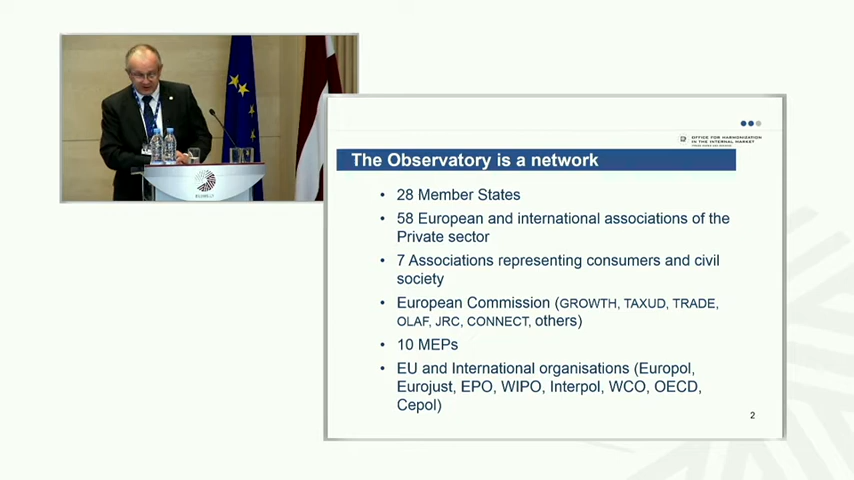 OFFICE FOR HARMONIZATION
IN THE INTERNAL MARKET
The Observatory is a network
• 28 Member States
• 58 European and international associations of the
Private sector
• 7 Associations representing consumers and civil
society
• European Commission (GROWTH, TAXUD, TRADE,
OLAF, JRC, CONNECT, others)
• 10 MEPs
• EU and International organisations (Europol,
Eurojust, EPO, WIPO, Interpol, WCO, OECD,
Cepol)
2